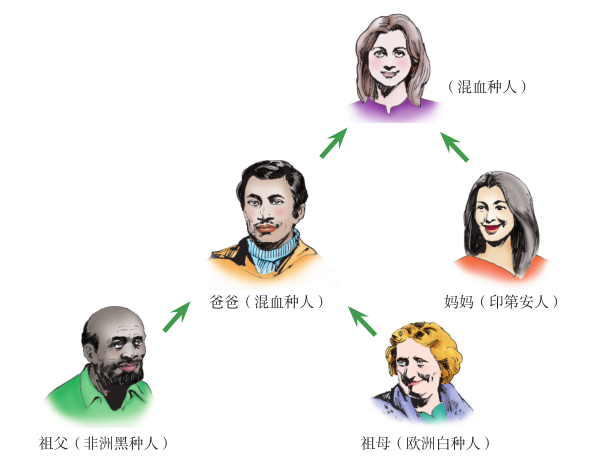 （混血种人）
爸爸（混血种人）
妈妈（印第安人）
祖父（非洲黑种人）
祖母（欧洲白种人）